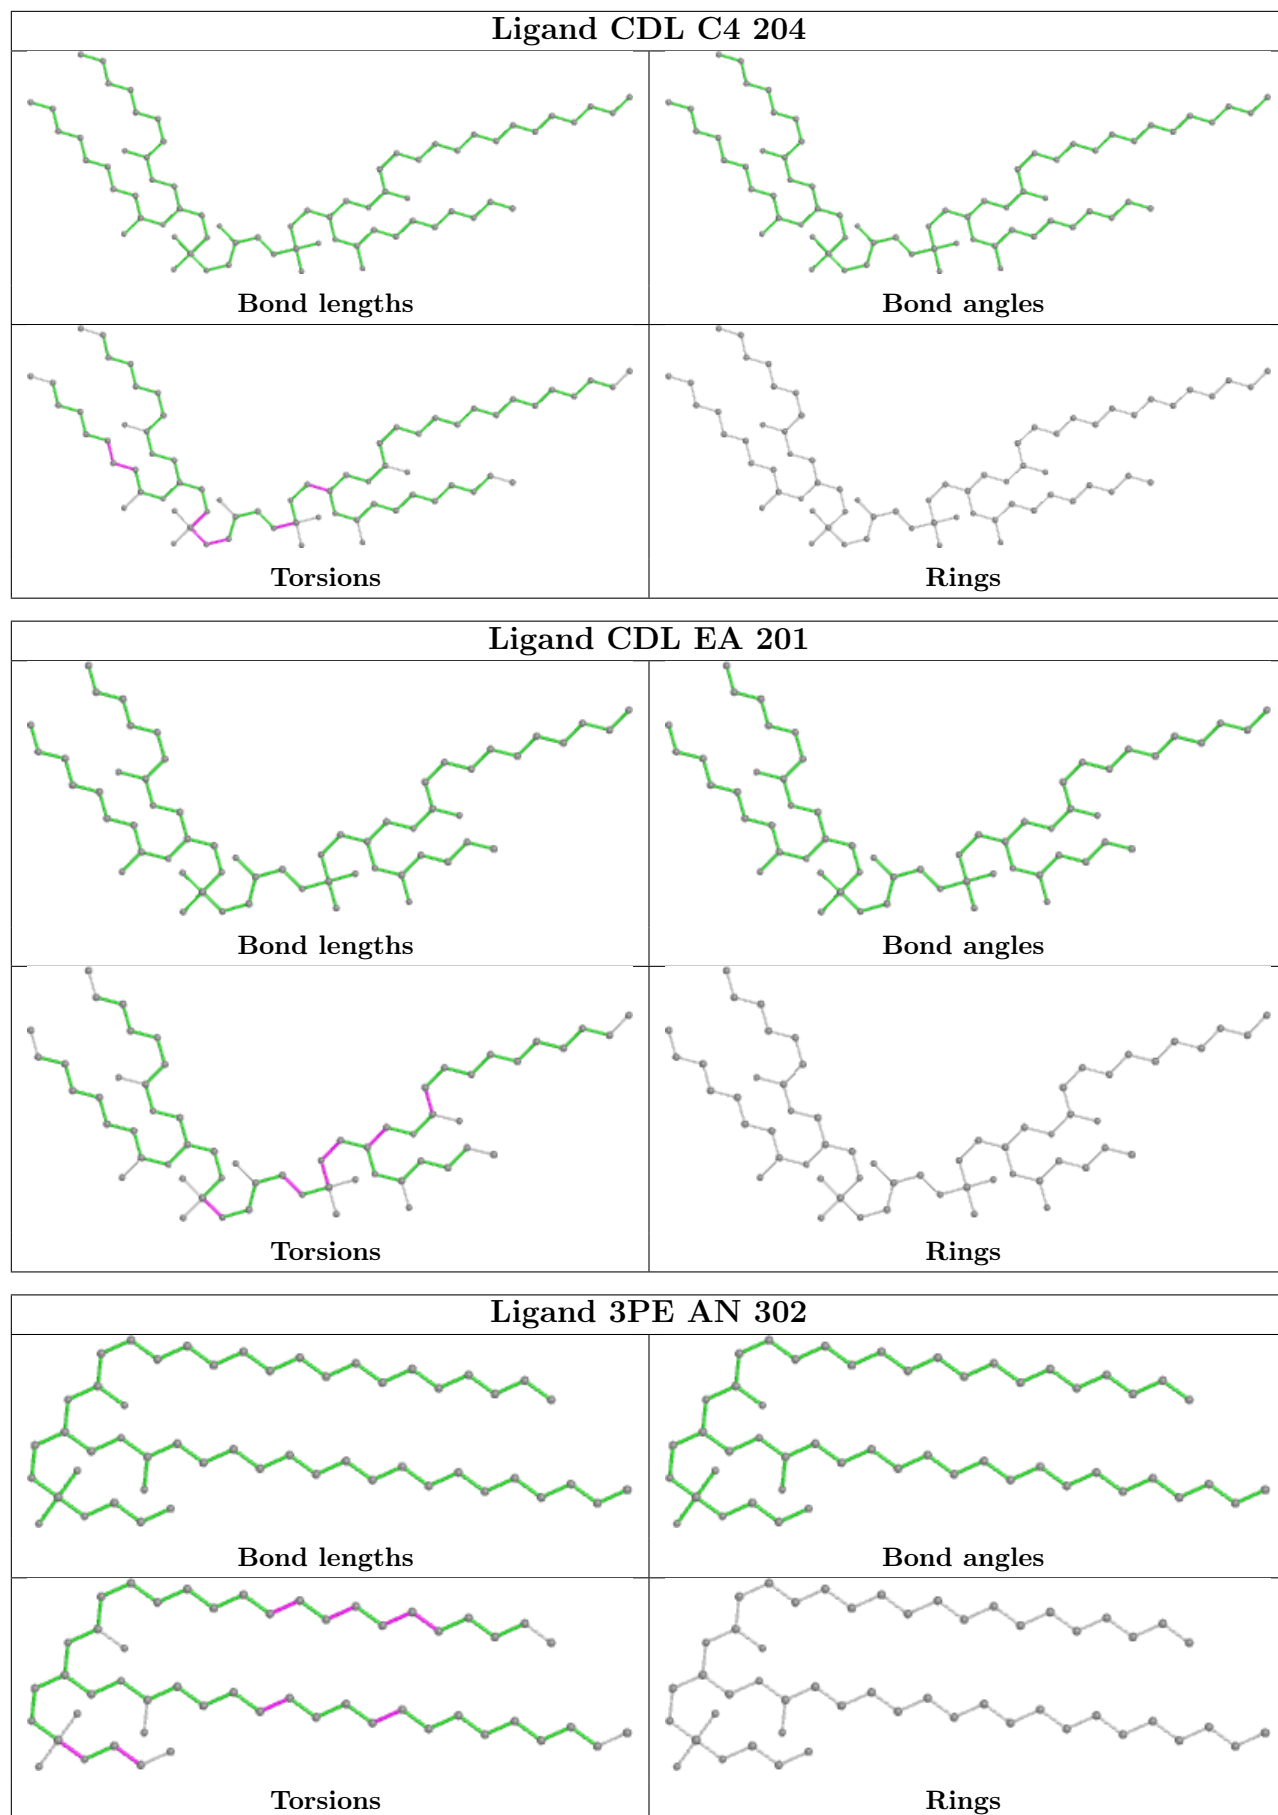 Ligand CDL C4 204
Bond lengths
Bond angles
Torsions
Rings
Ligand CDL EA 201
Bond lengths
Bond angles
Torsions
Rings
Ligand 3PE AN 302
Bond lengths
Bond angles
Torsions
Rings